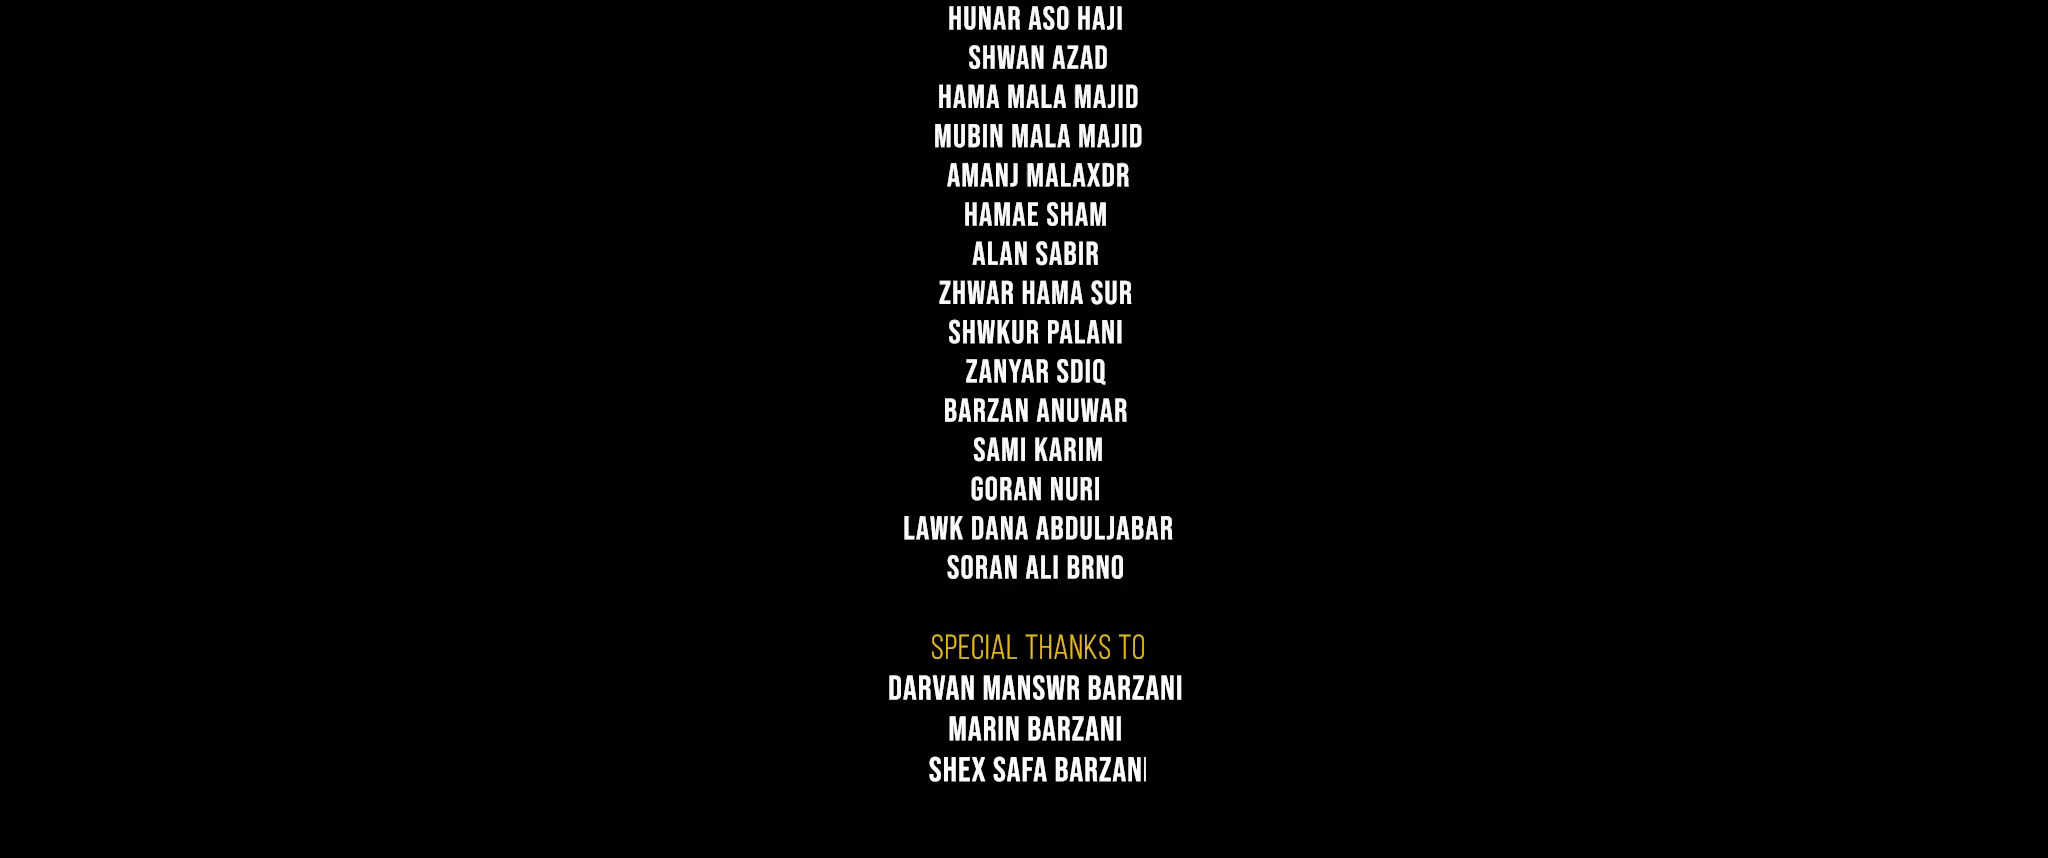 HUNAR ASO HAJI
SHWAN AZAD
HAMA MALA MAJID
MUBIN MALA MAJID
AMANJ MALAXDR
HAMAE SHAM
ALAN SABIR
ZHWAR HAMA SUR
SHWKUR PALANI
ZANYAR SDIQ
BARZAN ANUWAR
SAMI KARIM
GORAN NURI
LAWK DANA ABDULJABAR
SORAN ALI BRNO
SPECIAL THANKS TO
DARVAN MANSWR BARZANI
MARIN BARZANI
SHEX SAFA BARZANI